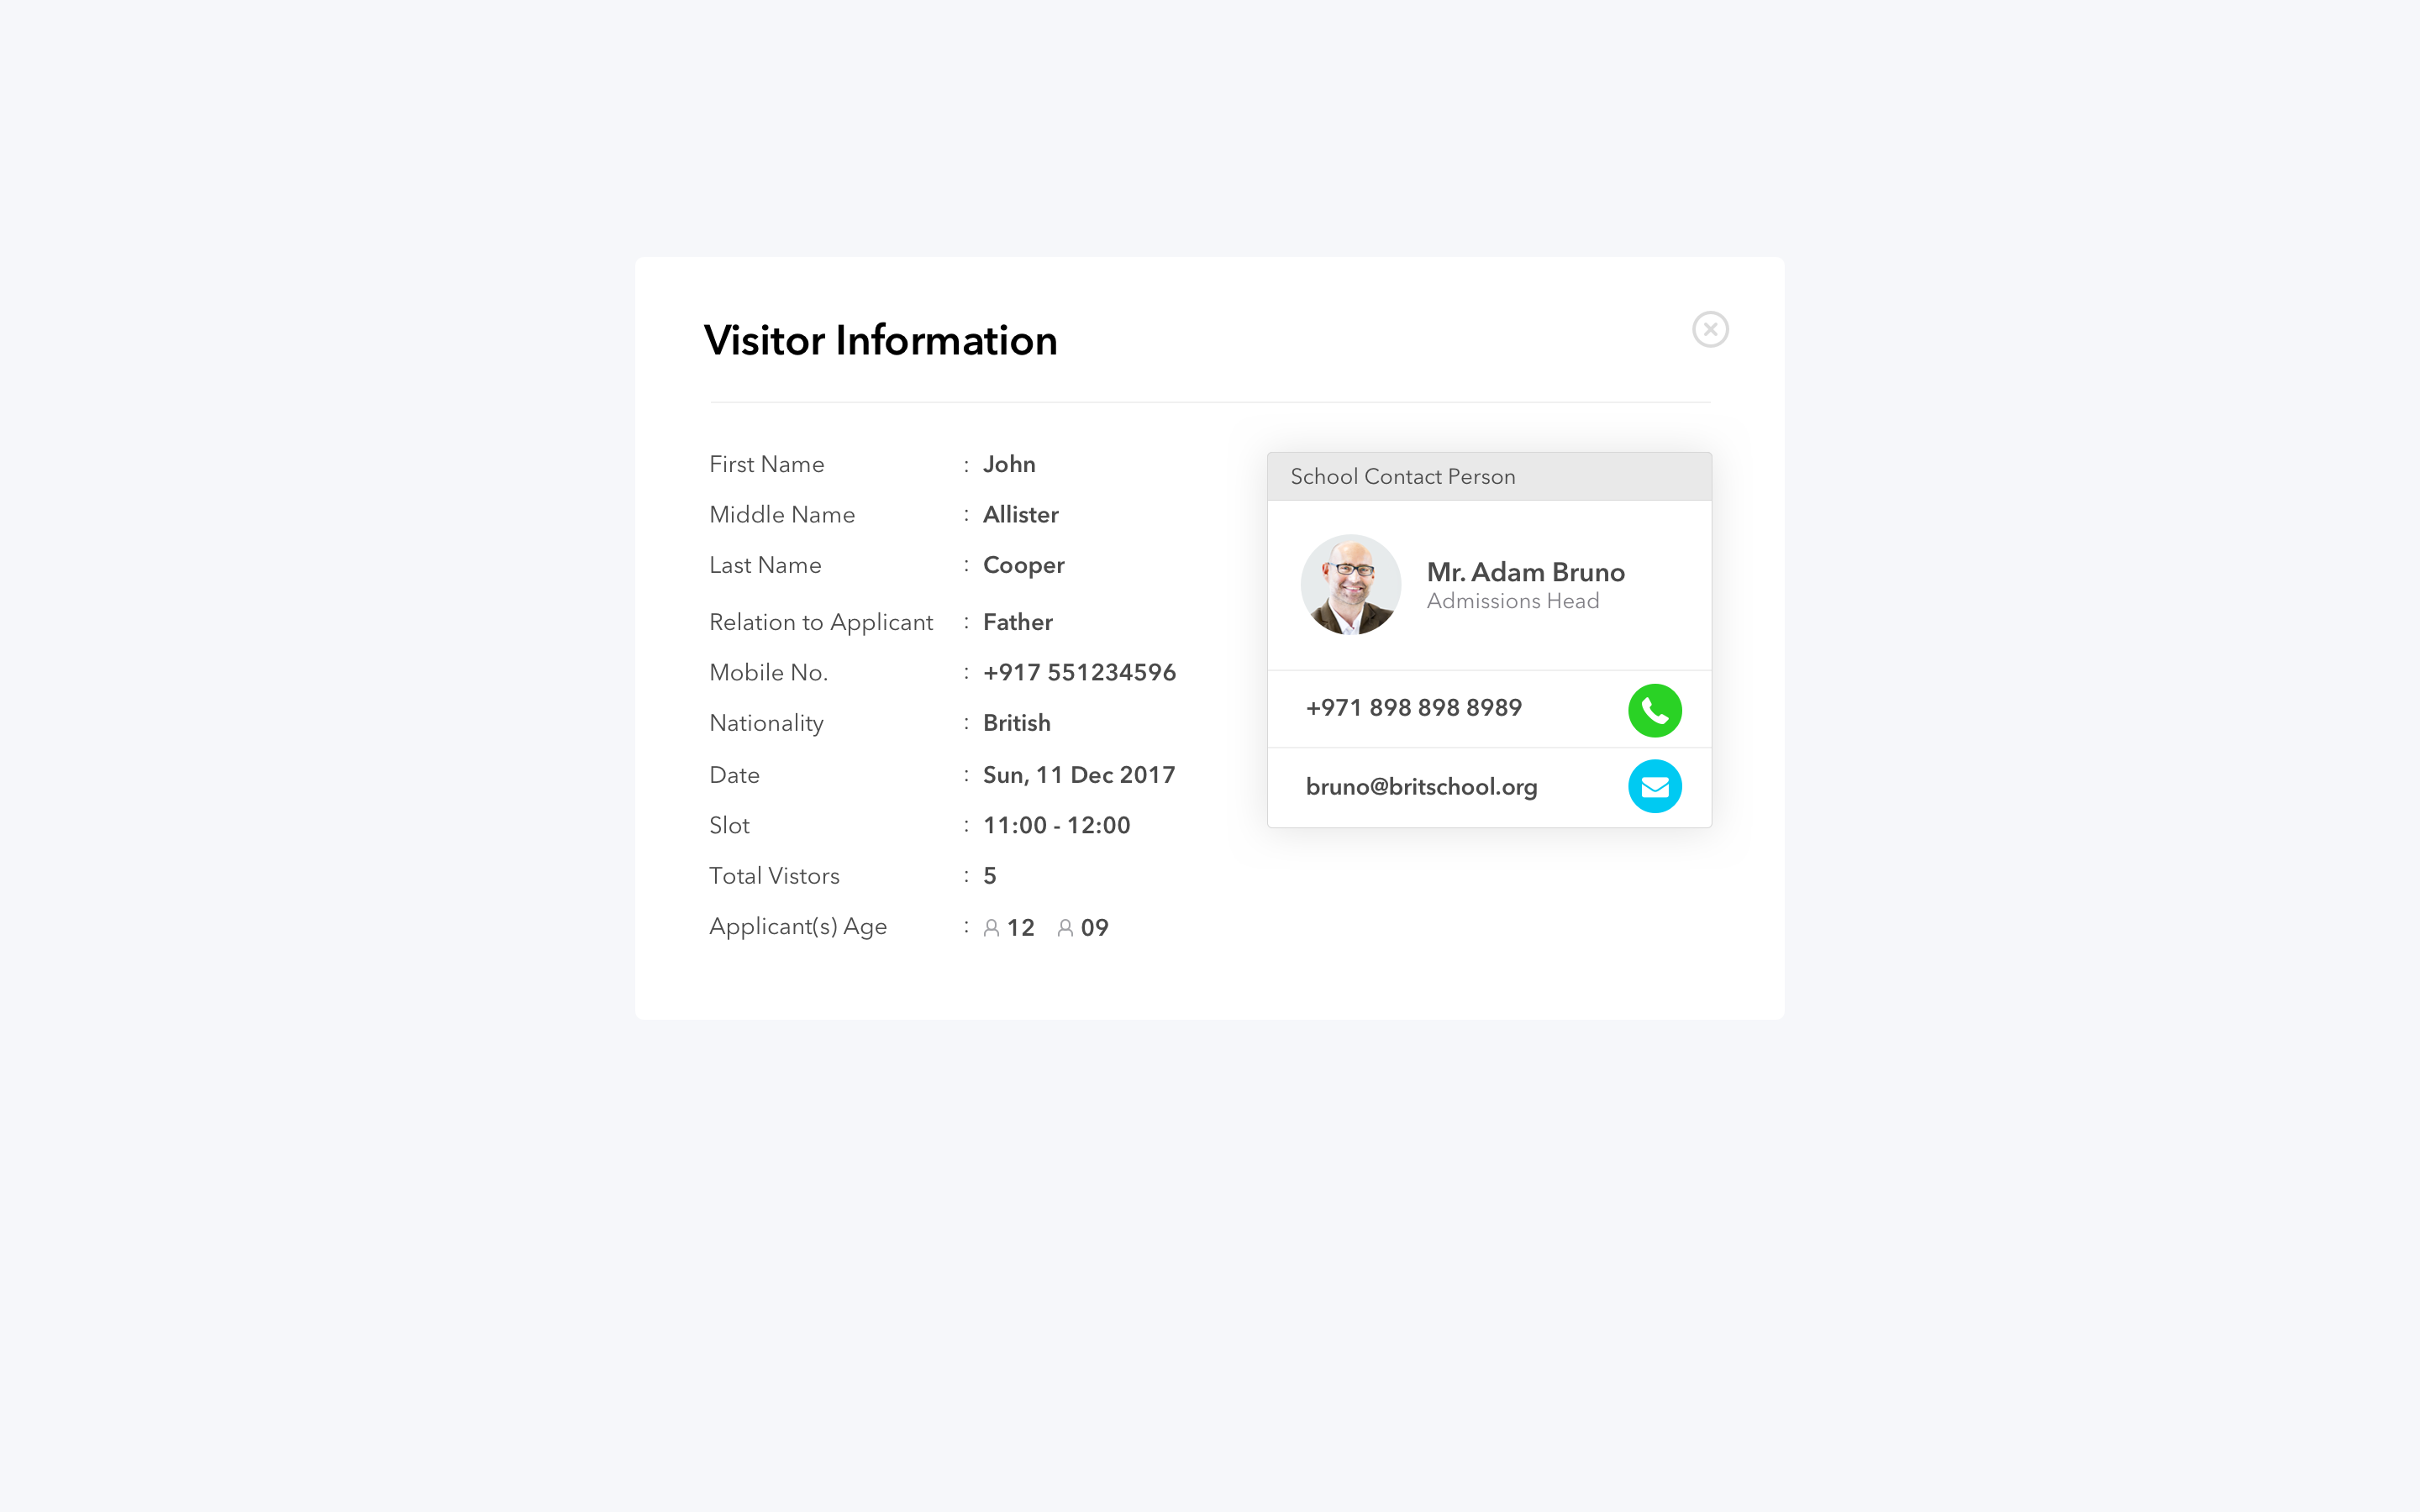 Visitor Information
First Name : John
Middle Name : Allister
Last Name : Cooper
Relation to Applicant : Father
Mobile No. : +917 551234596
Nationality : British
Date : Sun, 11 Dec 2017
Slot : 11:00 - 12:00
Total Vistors : 5
Applicant(s) Age : 12 09
School Contact Person
Mr. Adam Bruno
Admissions Head
+971 898 898 8989
bruno@britschool.org